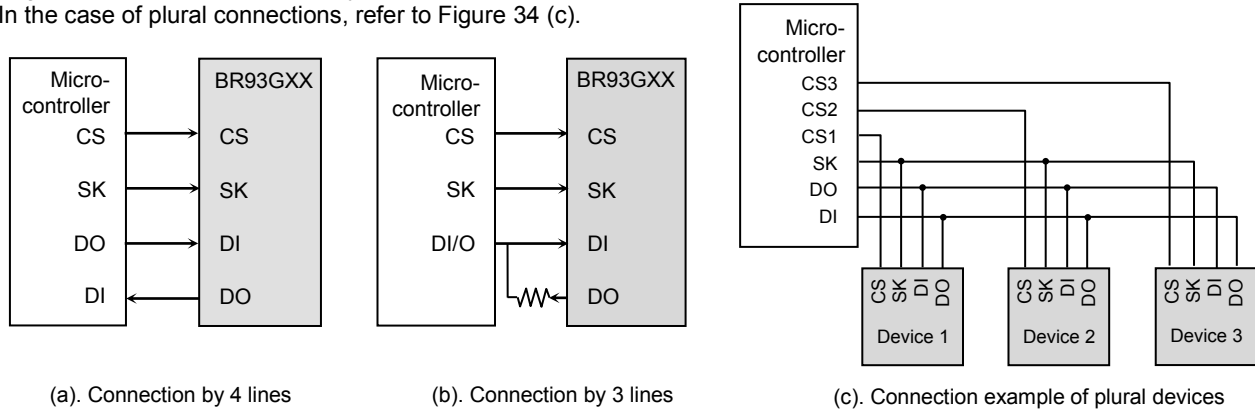 In the case of plural connections, refer to Figure 34 (c).
Micro-
controller
CS
SK
DO
DI
BR93GXX
CS
SK
DI
DO
(a). Connection by 4 lines
Micro-
controller
CS
SK
DI/O
BR93GXX
CS
SK
DI
DO
(b). Connection by 3 lines
Micro-
controller
CS3
CS2
CS1
SK
DO
DI
CS
SK
DI
DO
Device 1
CS
SK
DI
DO
Device 2
CS
SK
DI
DO
Device 3
(c). Connection example of plural devices